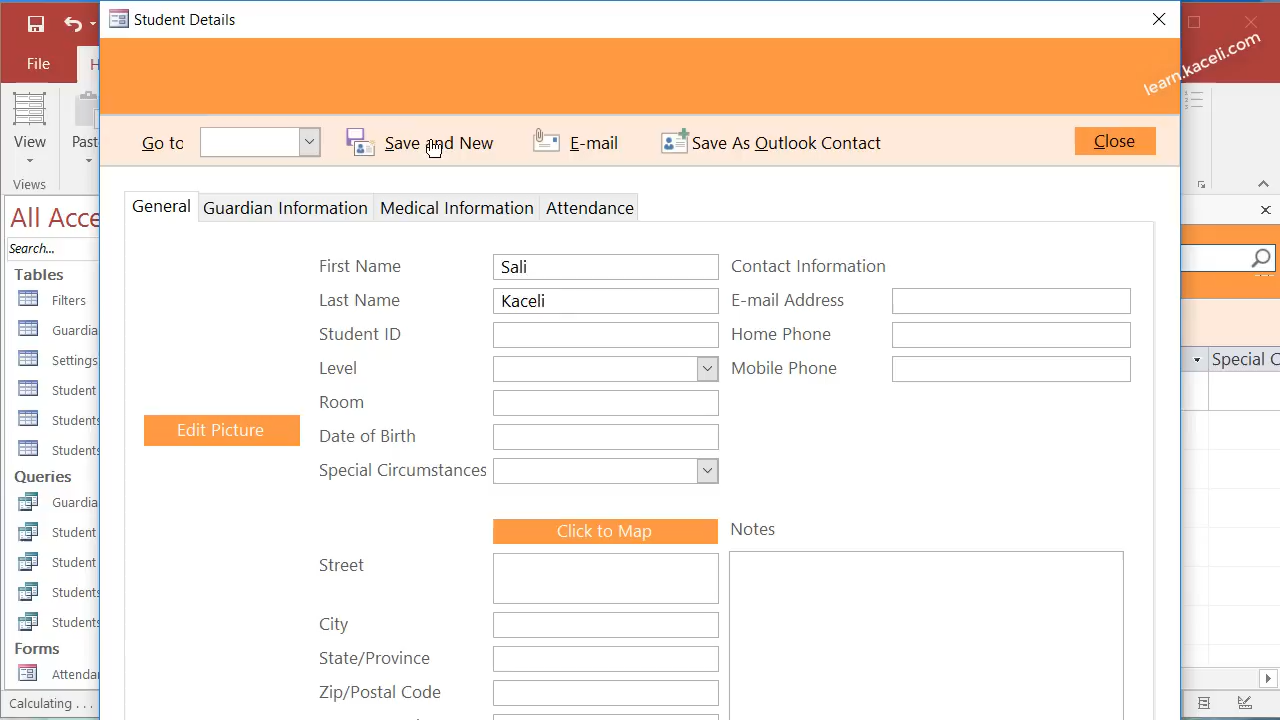 Student Details
learn.kaceli.com
File
H
Go to
Save and New
E-mail
Save As Outlook Contact
Close
View
Past
Views
General
Guardian Information
Medical Information
Attendance
All Acce
Search...
Tables
Filters
Guardia
Settings
Student
Students
Students
Queries
Guardia
Student
Student
Students
Students
Forms
Attenda
Calculating . . .
First Name
Sali
Contact Information
Last Name
Kaceli
E-mail Address
Student ID
Home Phone
Level
Mobile Phone
Room
Edit Picture
Date of Birth
Special Circumstances
Click to Map
Notes
Street
City
State/Province
Zip/Postal Code
Special C